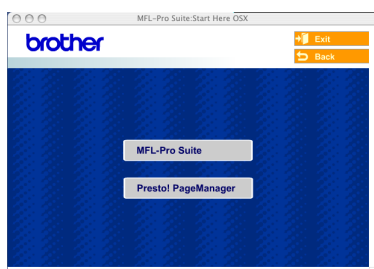 MFL-Pro Suite:Start Here OSX
brother
Exit
Back
MFL-Pro Suite
Presto! PageManager